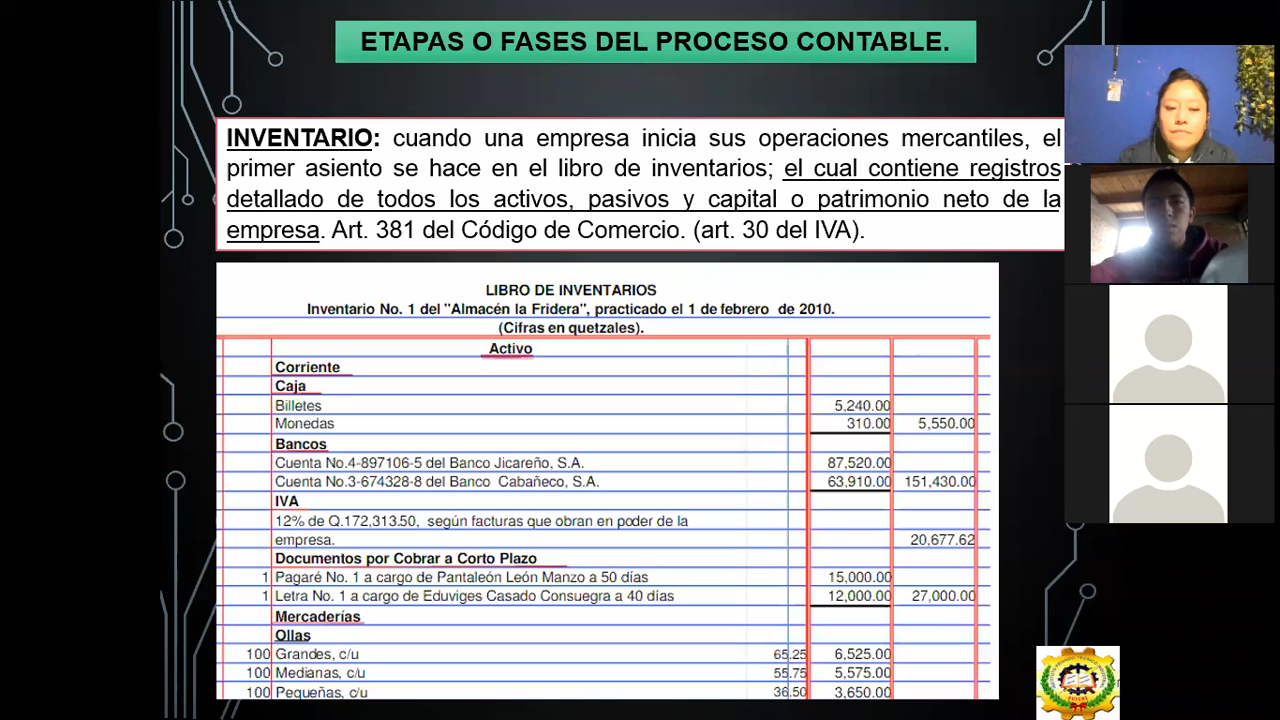 ETAPAS O FASES DEL PROCESO CONTABLE.
INVENTARIO: cuando una empresa inicia sus operaciones mercantiles, el
primer asiento se hace en el libro de inventarios; el cual contiene registros
detallado de todos los activos, pasivos y capital o patrimonio neto de la
empresa. Art. 381 del Código de Comercio. (art. 30 del IVA).
LIBRO DE INVENTARIOS
Inventario No. 1 del "Almacén la Fridera", practicado el 1 de febrero de 2010.
(Cifras en quetzales).
Activo
Corriente
Caja
Billetes 5,240.00
Monedas 310.00 5,550.00
Bancos
Cuenta No.4-897106-5 del Banco Jicareño, S.A. 87,520.00
Cuenta No.3-674328-8 del Banco Cabañeco, S.A. 63,910.00 151,430.00
IVA
12% de Q.172,313.50, según facturas que obran en poder de la
empresa. 20,677.62
Documentos por Cobrar a Corto Plazo
1 Pagaré No. 1 a cargo de Pantaleón León Manzo a 50 días 15,000.00
1 Letra No. 1 a cargo de Eduviges Casado Consuegra a 40 días 12,000.00 27,000.00
Mercaderías
Ollas
100 Grandes, c/u 65.25 6,525.00
100 Medianas, c/u 55.75 5,575.00
100 Pequeñas, c/u 36.50 3,650.00